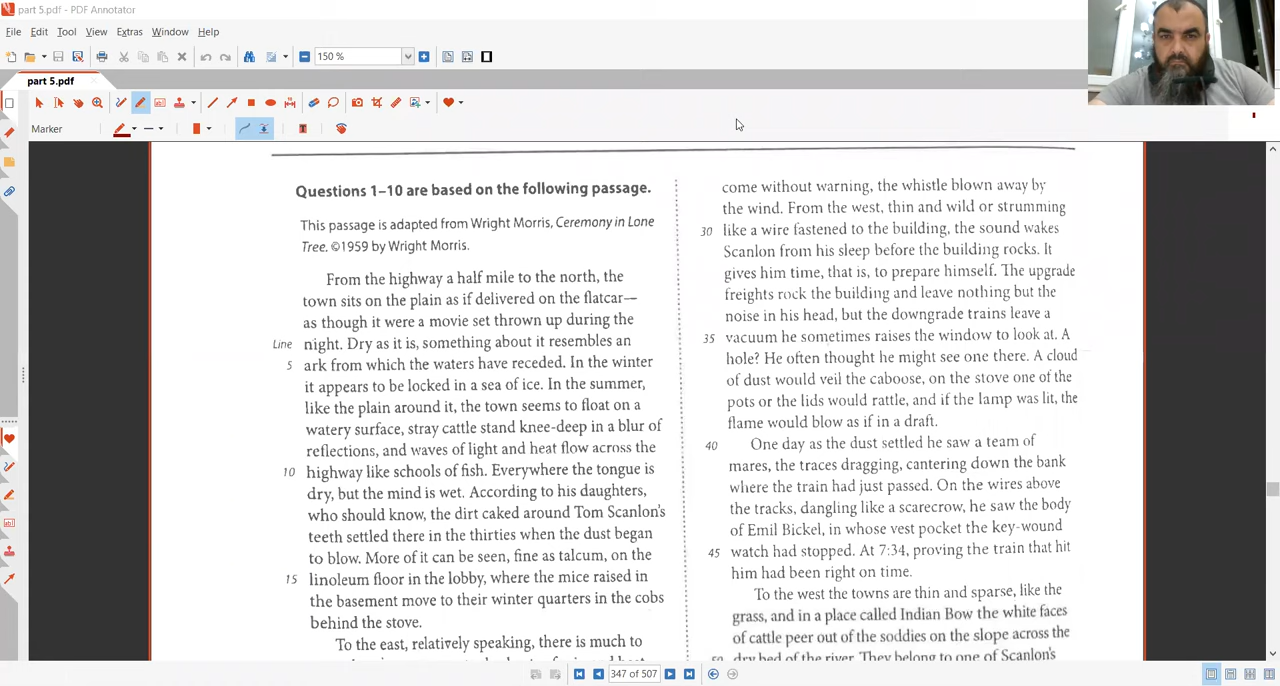 part 5.pdf - PDF Annotator
File Edit Tool View Extras Window Help
150 %
part 5.pdf
Marker
Questions 1–10 are based on the following passage.
This passage is adapted from Wright Morris, Ceremony in Lone
Tree. ©1959 by Wright Morris.
From the highway a half mile to the north, the
town sits on the plain as if delivered on the flatcar—
as though it were a movie set thrown up during the
Line night. Dry as it is, something about it resembles an
5 ark from which the waters have receded. In the winter
it appears to be locked in a sea of ice. In the summer,
like the plain around it, the town seems to float on a
watery surface, stray cattle stand knee-deep in a blur of
reflections, and waves of light and heat flow across the
10 highway like schools of fish. Everywhere the tongue is
dry, but the mind is wet. According to his daughters,
who should know, the dirt caked around Tom Scanlon's
teeth settled there in the thirties when the dust began
to blow. More of it can be seen, fine as talcum, on the
15 linoleum floor in the lobby, where the mice raised in
the basement move to their winter quarters in the cobs
behind the stove.
To the east, relatively speaking, there is much to
come without warning, the whistle blown away by
the wind. From the west, thin and wild or strumming
30 like a wire fastened to the building, the sound wakes
Scanlon from his sleep before the building rocks. It
gives him time, that is, to prepare himself. The upgrade
freights rock the building and leave nothing but the
noise in his head, but the downgrade trains leave a
35 vacuum he sometimes raises the window to look at. A
hole? He often thought he might see one there. A cloud
of dust would veil the caboose, on the stove one of the
pots or the lids would rattle, and if the lamp was lit, the
flame would blow as if in a draft.
40 One day as the dust settled he saw a team of
mares, the traces dragging, cantering down the bank
where the train had just passed. On the wires above
the tracks, dangling like a scarecrow, he saw the body
of Emil Bickel, in whose vest pocket the key-wound
45 watch had stopped. At 7:34, proving the train that hit
him had been right on time.
To the west the towns are thin and sparse, like the
grass, and in a place called Indian Bow the white faces
of cattle peer out of the soddies on the slope across the
dry bed of the river. They belong to one of Scanlon's
347 of 507